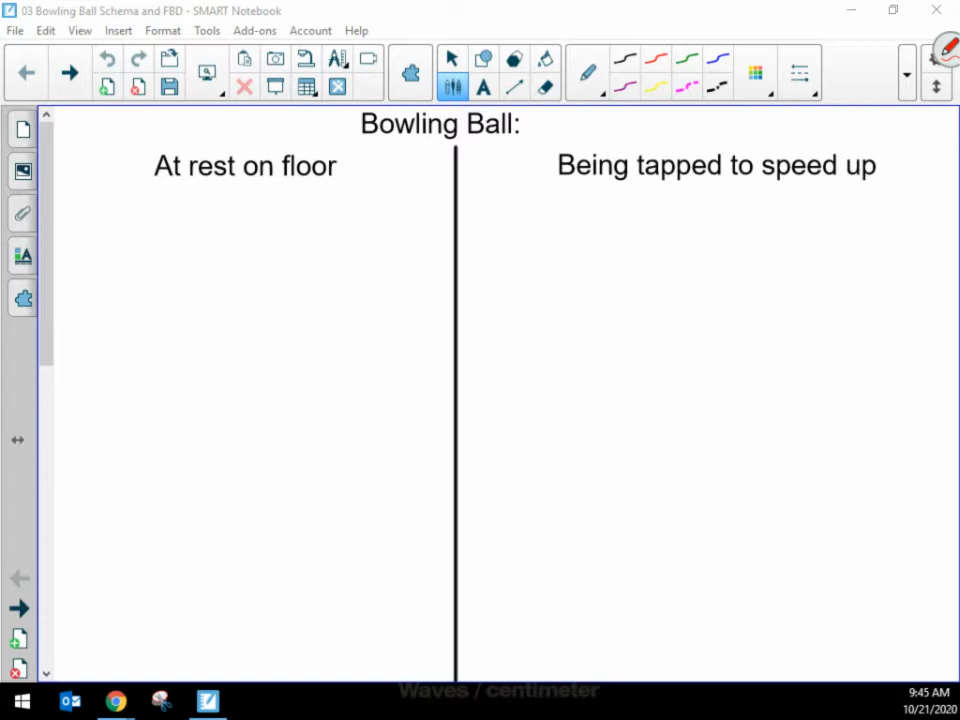 03 Bowling Ball Schema and FBD - SMART Notebook
File Edit View Insert Format Tools Add-ons Account Help
Bowling Ball:
At rest on floor
Being tapped to speed up
Waves / centimeter
9:45 AM
10/21/2020